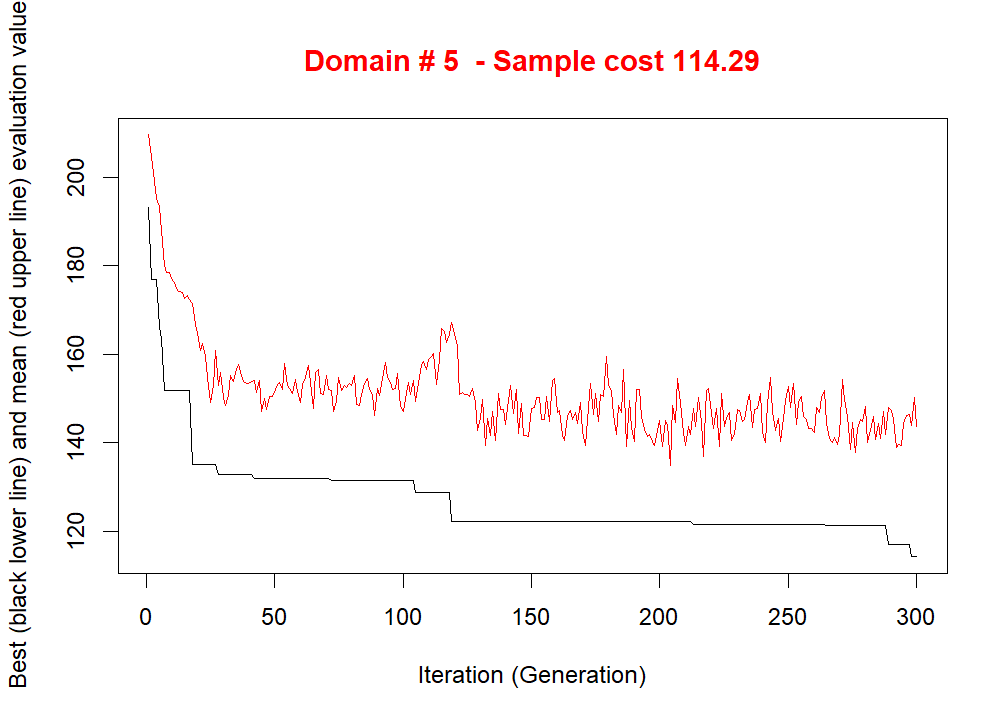 Domain # 5  - Sample cost 114.29
Best (black lower line) and mean (red upper line) evaluation value
200
180
160
140
120
0 50 100 150 200 250 300
Iteration (Generation)